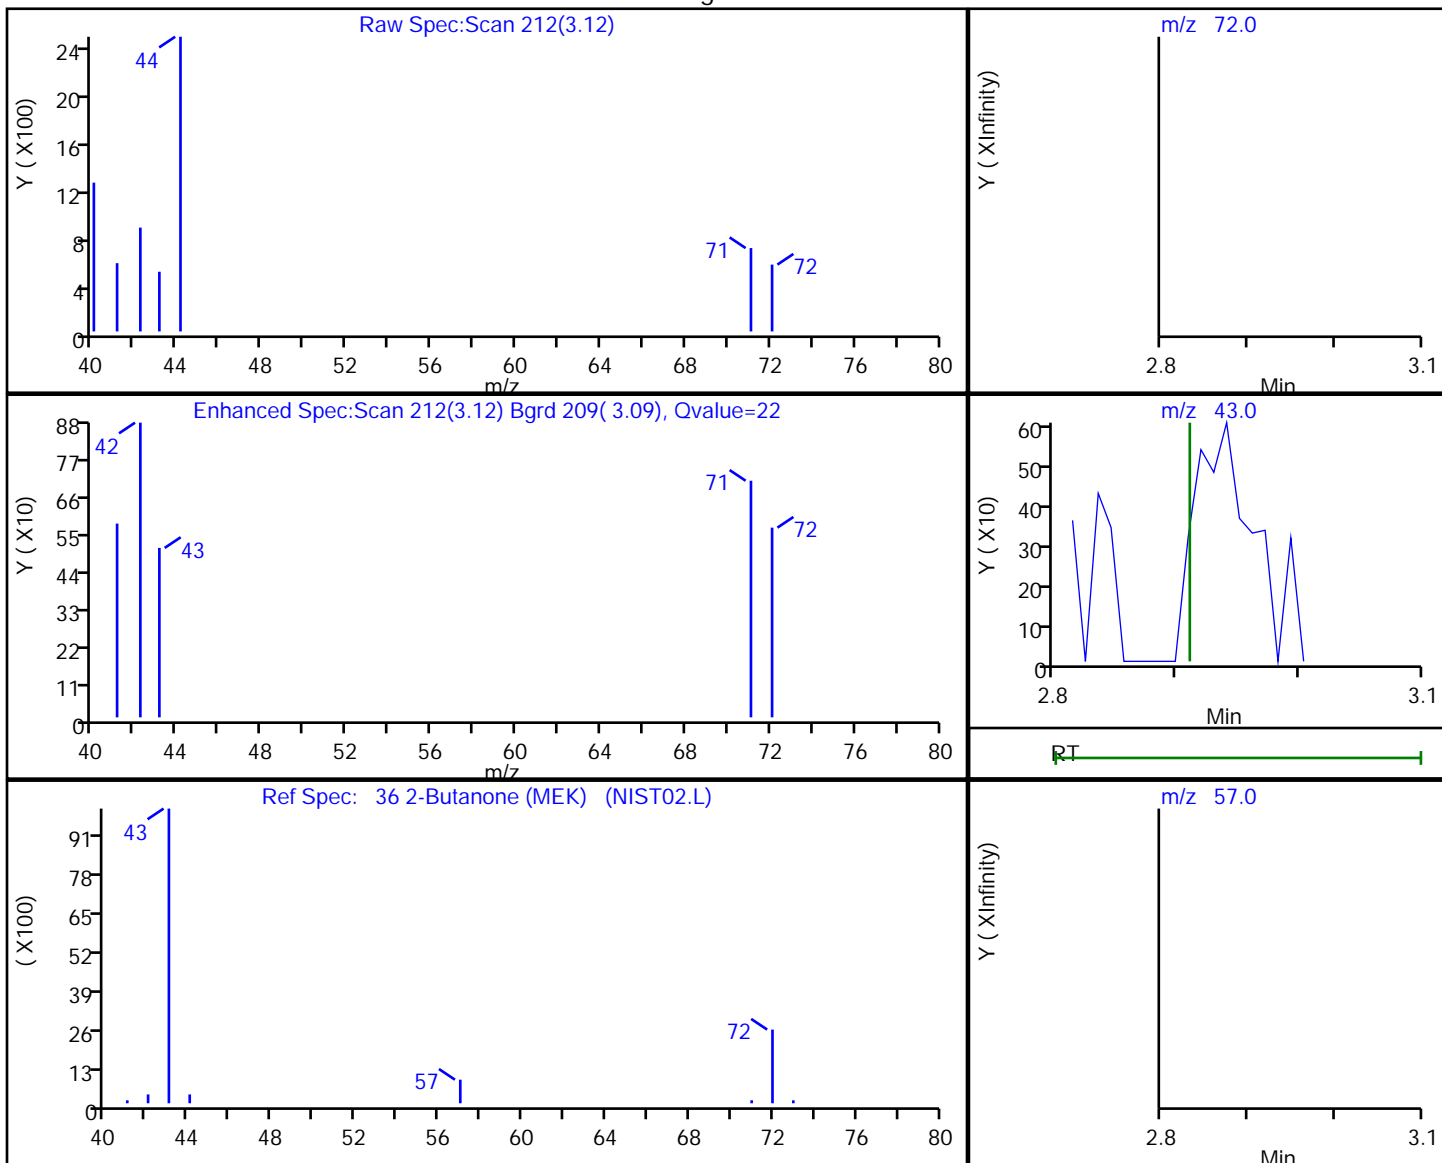 Raw Spec:Scan 212(3.12)
Y ( X100)
24
20
16
12
8
4
0
44
71
72
40 44 48 52 56 60 64 68 72 76 80
m/z
m/z 72.0
Y ( XInfinity)
2.8 3.1
Min
Enhanced Spec:Scan 212(3.12) Bgrd 209( 3.09), Qvalue=22
Y ( X10)
88
77
66
55
44
33
22
11
0
42
43
71
72
40 44 48 52 56 60 64 68 72 76 80
m/z
m/z 43.0
Y ( X10)
60
50
40
30
20
10
0
2.8 3.1
Min
RT
Ref Spec: 36 2-Butanone (MEK) (NIST02.L)
( X100)
91
78
65
52
39
26
13
0
43
57
72
40 44 48 52 56 60 64 68 72 76 80
m/z 57.0
Y ( XInfinity)
2.8 3.1
Min